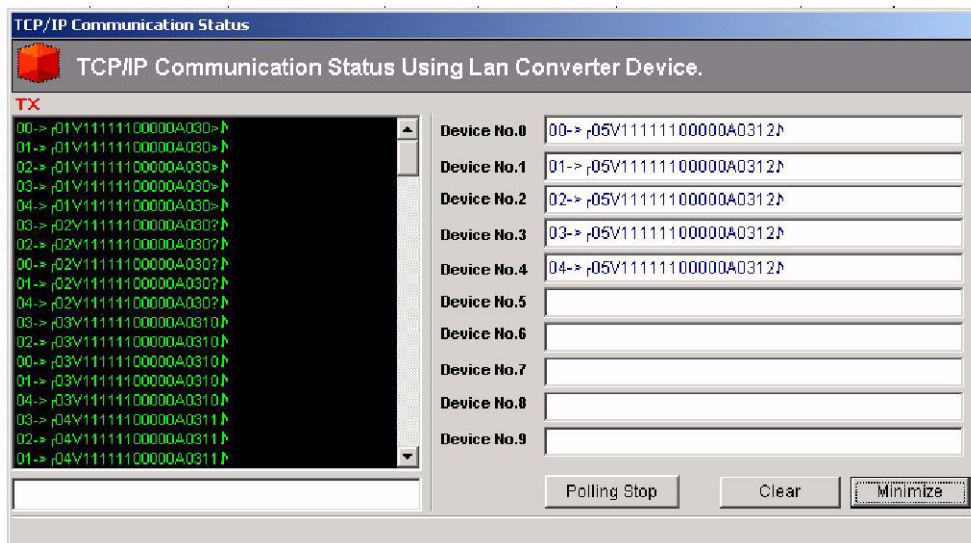 TCP/IP Communication Status
TCP/IP Communication Status Using Lan Converter Device.
TX
00->┌01V11111100000A030>♪
01->┌01V11111100000A030>♪
02->┌01V11111100000A030>♪
03->┌01V11111100000A030>♪
04->┌01V11111100000A030>♪
03->┌02V11111100000A030?♪
02->┌02V11111100000A030?♪
00->┌02V11111100000A030?♪
01->┌02V11111100000A030?♪
04->┌02V11111100000A030?♪
03->┌03V11111100000A0310♪
02->┌03V11111100000A0310♪
00->┌03V11111100000A0310♪
01->┌03V11111100000A0310♪
04->┌03V11111100000A0310♪
03->┌04V11111100000A0311♪
02->┌04V11111100000A0311♪
01->┌04V11111100000A0311♪
Device No.0 00->┌05V11111100000A0312♪
Device No.1 01->┌05V11111100000A0312♪
Device No.2 02->┌05V11111100000A0312♪
Device No.3 03->┌05V11111100000A0312♪
Device No.4 04->┌05V11111100000A0312♪
Device No.5
Device No.6
Device No.7
Device No.8
Device No.9
Polling Stop Clear Minimize